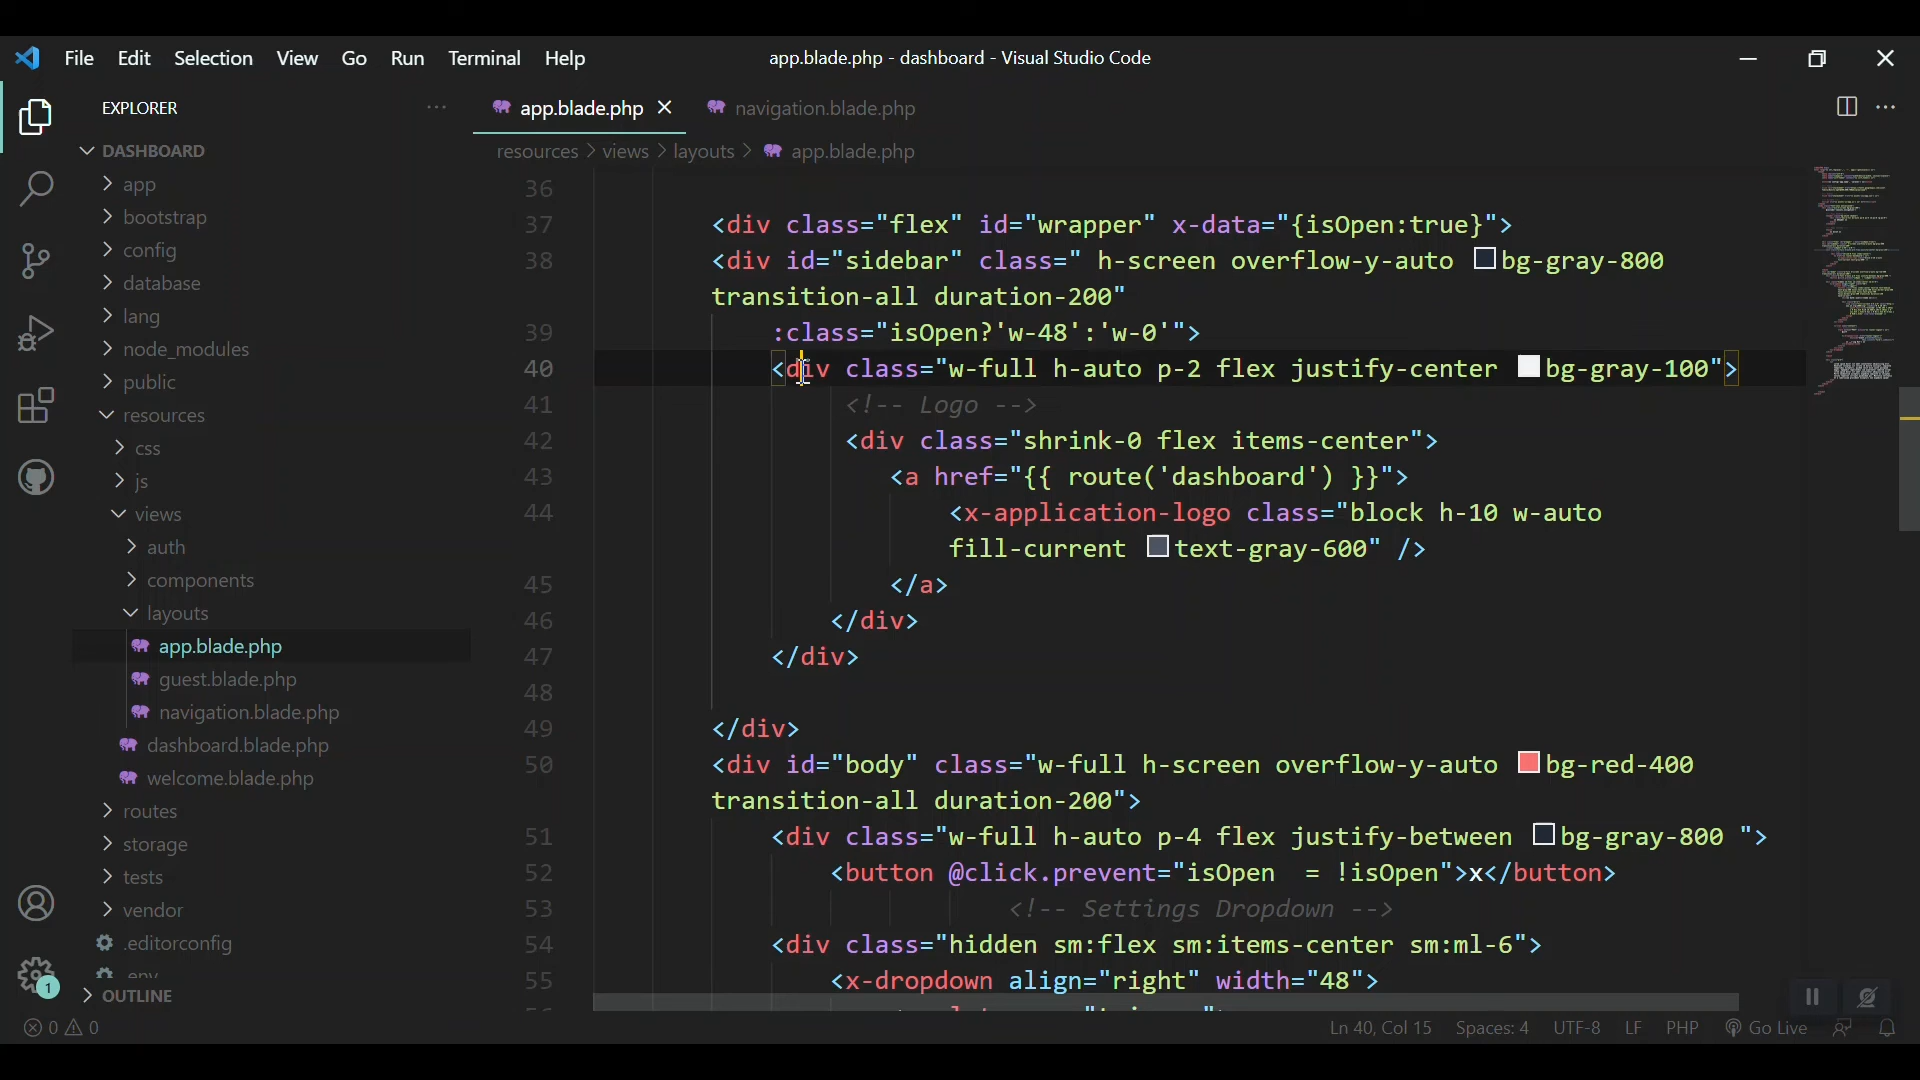 File Edit Selection View Go Run Terminal Help app.blade.php - dashboard - Visual Studio Code
EXPLORER app.blade.php navigation.blade.php
DASHBOARD
resources > views > layouts > app.blade.php
app
bootstrap
config
database
lang
node_modules
public
resources
css
js
views
auth
components
layouts
app.blade.php
guest.blade.php
navigation.blade.php
dashboard.blade.php
welcome.blade.php
routes
storage
tests
vendor
.editorconfig
.env
OUTLINE
36
37 <div class="flex" id="wrapper" x-data="{isOpen:true}">
38 <div id="sidebar" class=" h-screen overflow-y-auto bg-gray-800
transition-all duration-200"
39 :class="isOpen?'w-48':'w-0'">
40 <div class="w-full h-auto p-2 flex justify-center bg-gray-100">
41 <!-- Logo -->
42 <div class="shrink-0 flex items-center">
43 <a href="{{ route('dashboard') }}">
44 <x-application-logo class="block h-10 w-auto
fill-current text-gray-600" />
45 </a>
46 </div>
47 </div>
48
49 </div>
50 <div id="body" class="w-full h-screen overflow-y-auto bg-red-400
transition-all duration-200">
51 <div class="w-full h-auto p-4 flex justify-between bg-gray-800 ">
52 <button @click.prevent="isOpen  = !isOpen">x</button>
53 <!-- Settings Dropdown -->
54 <div class="hidden sm:flex sm:items-center sm:ml-6">
55 <x-dropdown align="right" width="48">
1
0 0 Ln 40, Col 15 Spaces: 4 UTF-8 LF PHP Go Live